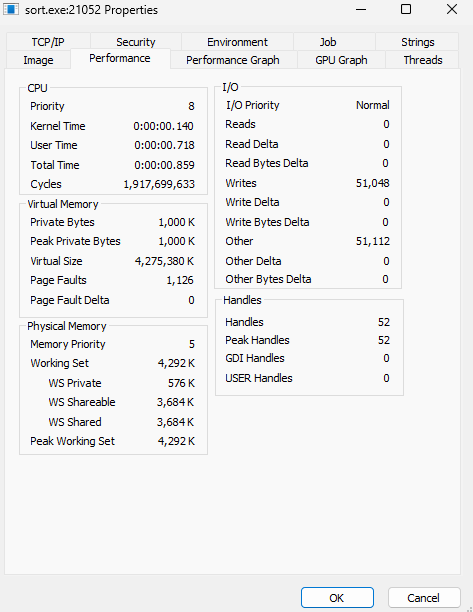 sort.exe:21052 Properties
TCP/IP Security Environment Job Strings
Image Performance Performance Graph GPU Graph Threads
CPU
Priority 8
Kernel Time 0:00:00.140
User Time 0:00:00.718
Total Time 0:00:00.859
Cycles 1,917,699,633
Virtual Memory
Private Bytes 1,000 K
Peak Private Bytes 1,000 K
Virtual Size 4,275,380 K
Page Faults 1,126
Page Fault Delta 0
Physical Memory
Memory Priority 5
Working Set 4,292 K
WS Private 576 K
WS Shareable 3,684 K
WS Shared 3,684 K
Peak Working Set 4,292 K
I/O
I/O Priority Normal
Reads 0
Read Delta 0
Read Bytes Delta 0
Writes 51,048
Write Delta 0
Write Bytes Delta 0
Other 51,112
Other Delta 0
Other Bytes Delta 0
Handles
Handles 52
Peak Handles 52
GDI Handles 0
USER Handles 0
OK Cancel